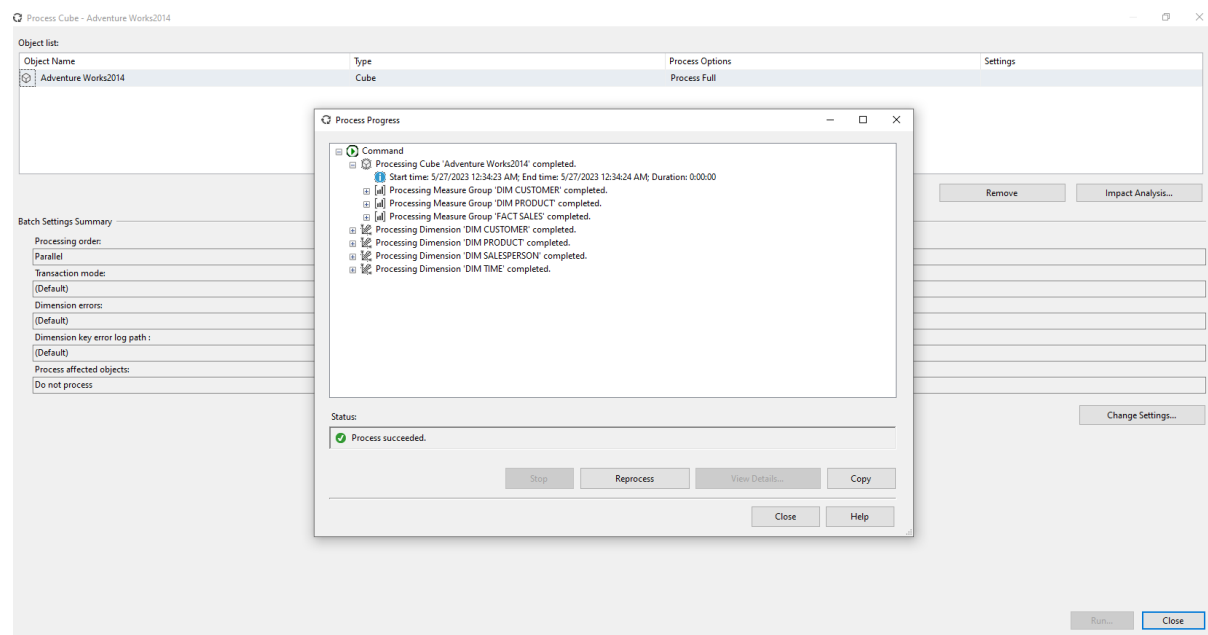 Process Cube - Adventure Works2014
Object list:
Object Name Type Process Options Settings
Adventure Works2014 Cube Process Full
Process Progress
Command
Processing Cube 'Adventure Works2014' completed.
Start time: 5/27/2023 12:34:23 AM; End time: 5/27/2023 12:34:24 AM; Duration: 0:00:00
Processing Measure Group 'DIM CUSTOMER' completed.
Processing Measure Group 'DIM PRODUCT' completed.
Processing Measure Group 'FACT SALES' completed.
Processing Dimension 'DIM CUSTOMER' completed.
Processing Dimension 'DIM PRODUCT' completed.
Processing Dimension 'DIM SALESPERSON' completed.
Processing Dimension 'DIM TIME' completed.
Status:
Process succeeded.
Stop Reprocess View Details... Copy
Close Help
Remove Impact Analysis...
Batch Settings Summary
Processing order:
Parallel
Transaction mode:
(Default)
Dimension errors:
(Default)
Dimension key error log path :
(Default)
Process affected objects:
Do not process
Change Settings...
Run... Close